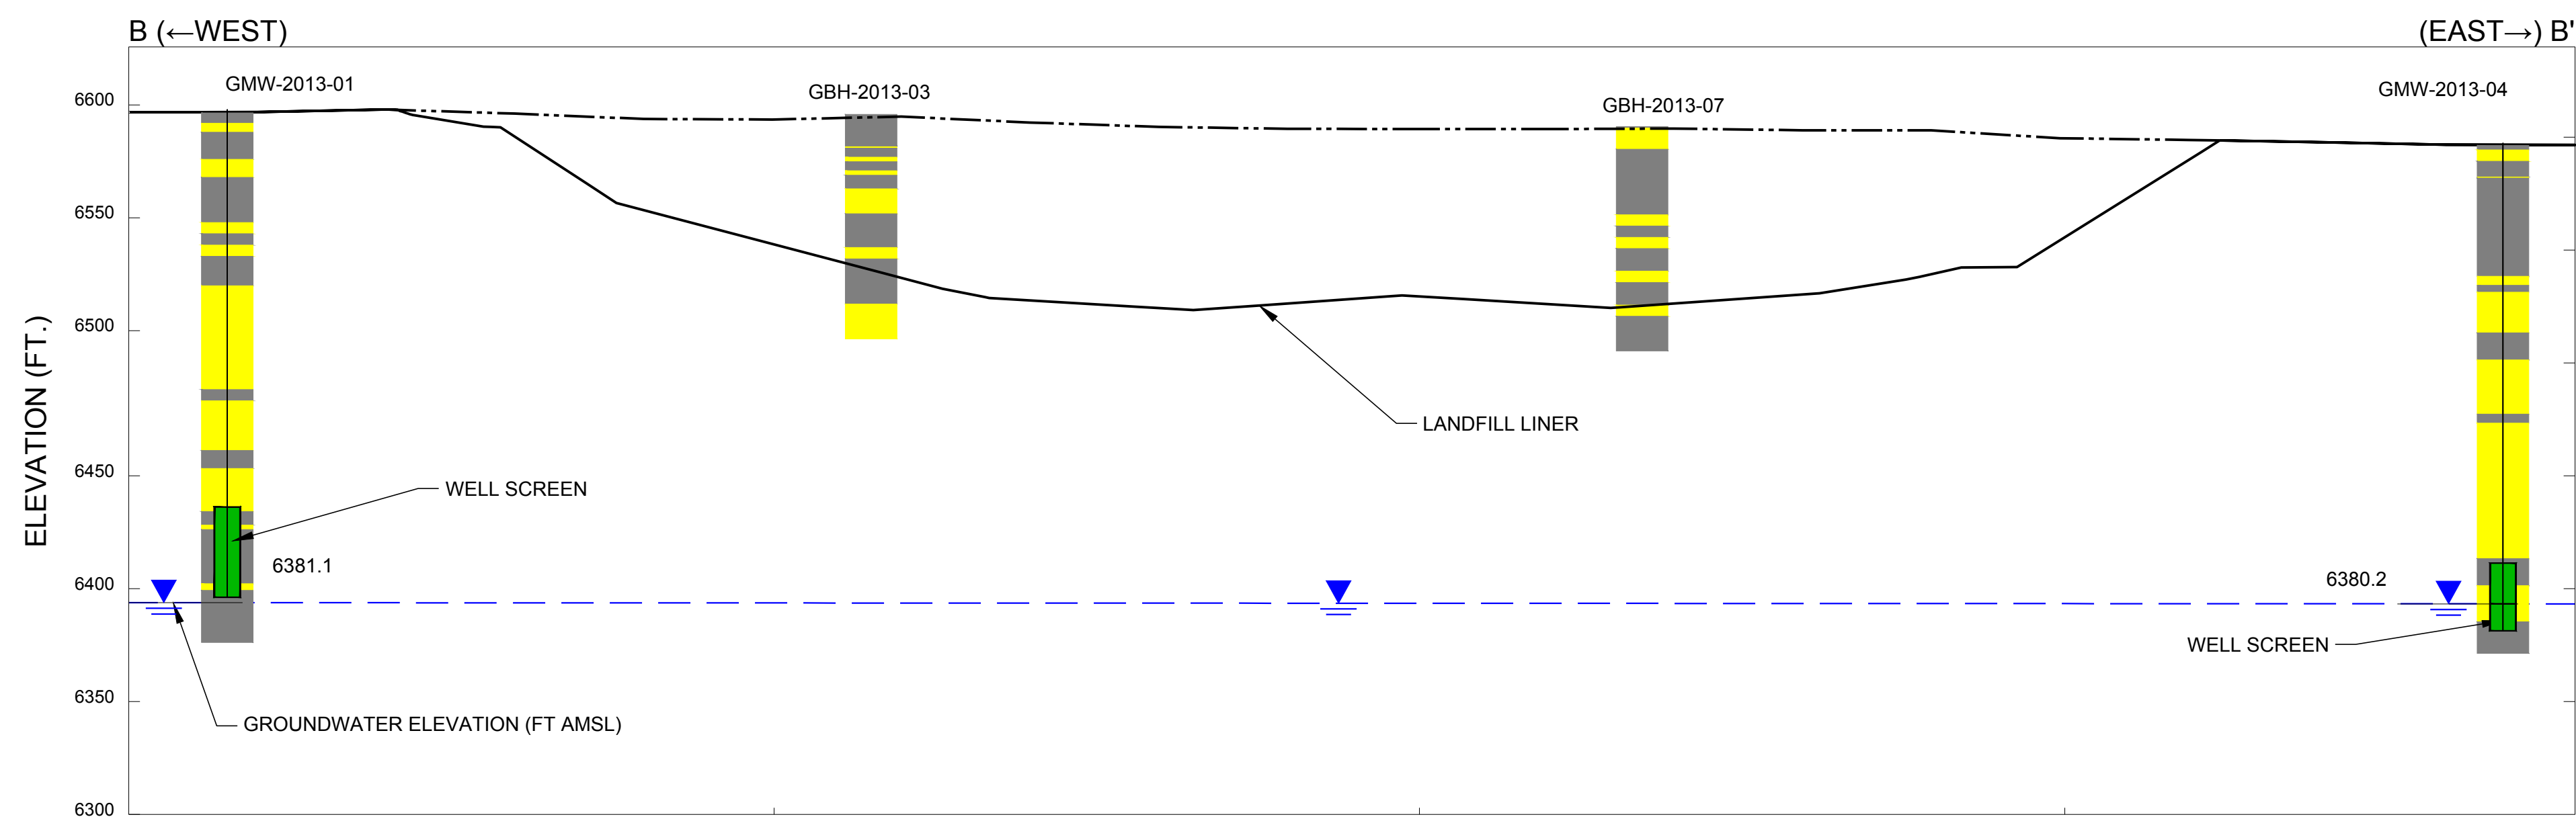 B (←WEST)
(EAST→) B'
GMW-2013-01
GBH-2013-03
GBH-2013-07
GMW-2013-04
6600
6550
6500
6450
6400
6350
6300
ELEVATION (FT.)
LANDFILL LINER
WELL SCREEN
6381.1
6380.2
WELL SCREEN
GROUNDWATER ELEVATION (FT AMSL)